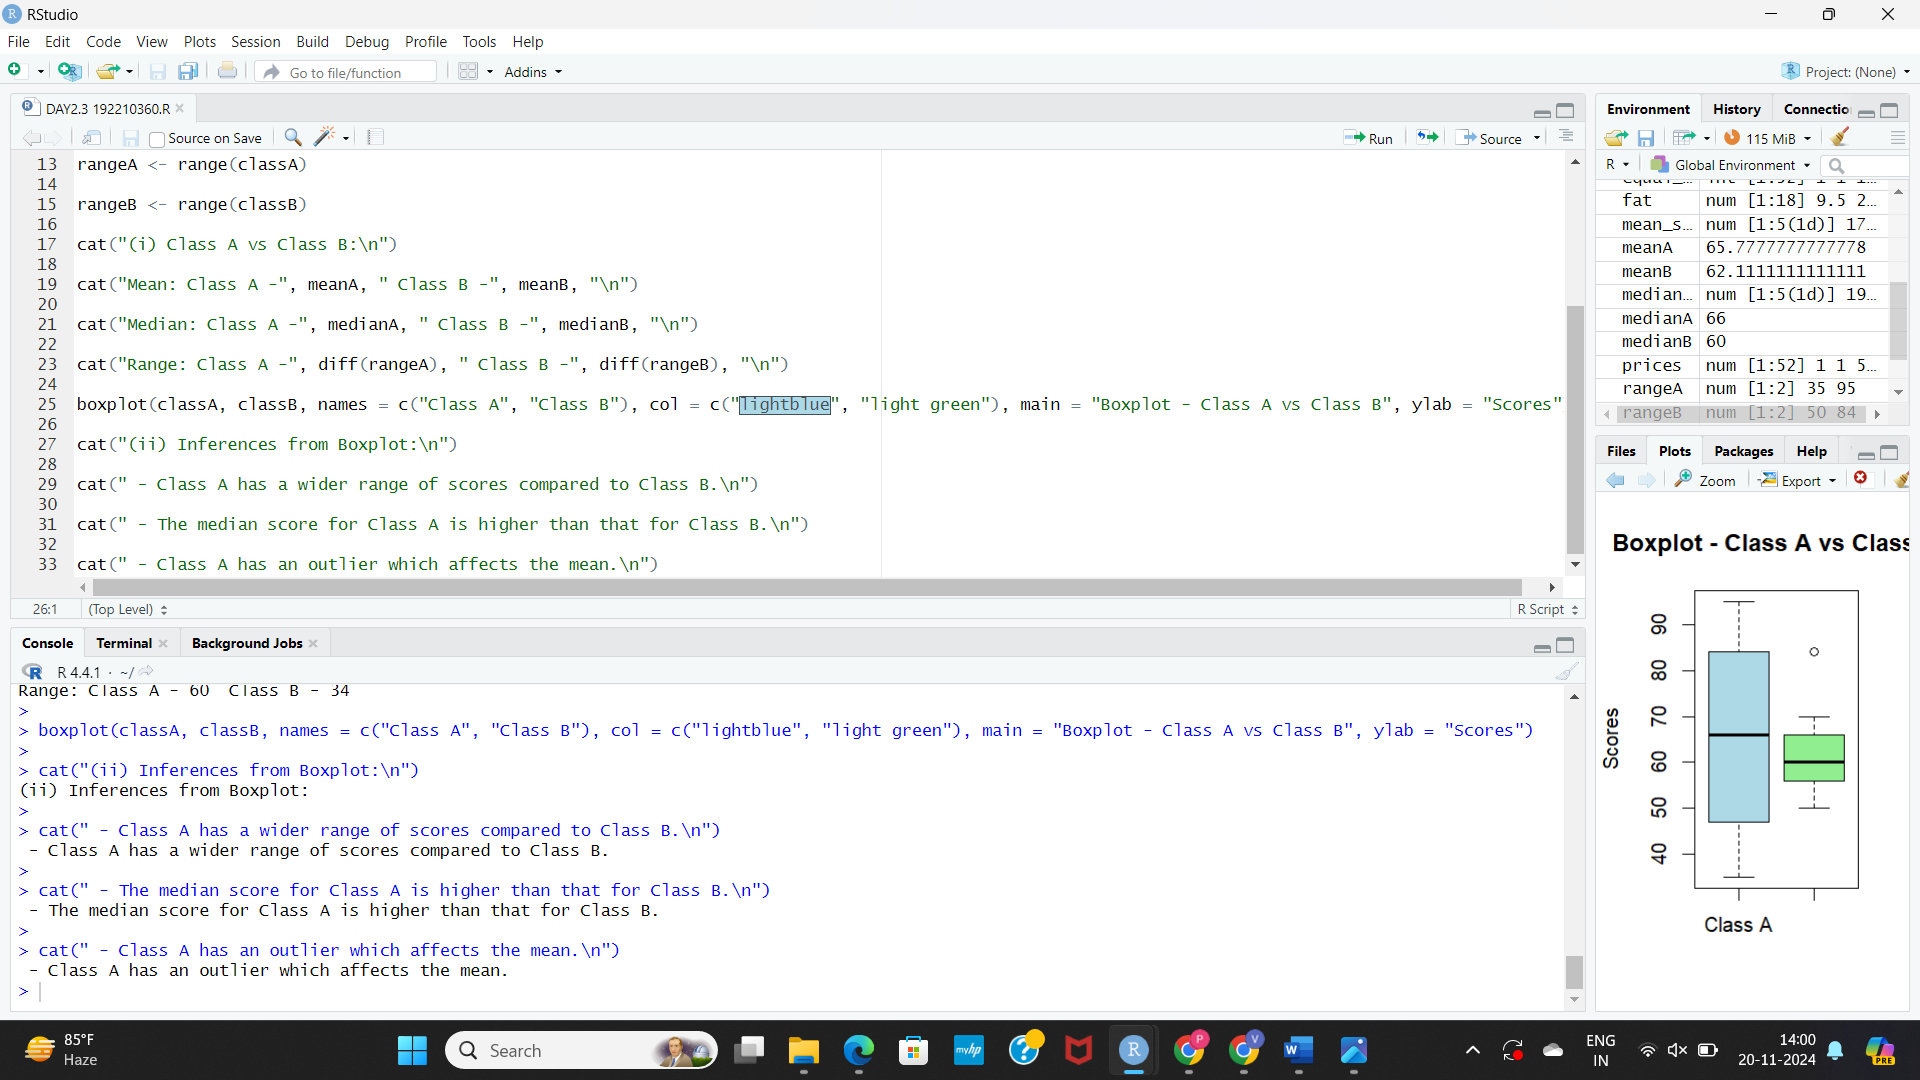 RStudio
File Edit Code View Plots Session Build Debug Profile Tools Help
Go to file/function Addins Project: (None)
DAY2.3 192210360.R
Source on Save Run Source
13 rangeA <- range(classA)
14
15 rangeB <- range(classB)
16
17 cat("(i) Class A vs Class B:\n")
18
19 cat("Mean: Class A -", meanA, " Class B -", meanB, "\n")
20
21 cat("Median: Class A -", medianA, " Class B -", medianB, "\n")
22
23 cat("Range: Class A -", diff(rangeA), " Class B -", diff(rangeB), "\n")
24
25 boxplot(classA, classB, names = c("Class A", "Class B"), col = c("lightblue", "light green"), main = "Boxplot - Class A vs Class B", ylab = "Scores"
26
27 cat("(ii) Inferences from Boxplot:\n")
28
29 cat(" - Class A has a wider range of scores compared to Class B.\n")
30
31 cat(" - The median score for Class A is higher than that for Class B.\n")
32
33 cat(" - Class A has an outlier which affects the mean.\n")
26:1 (Top Level) R Script
Console Terminal Background Jobs
R 4.4.1 · ~/
Range: Class A - 60 Class B - 34
>
> boxplot(classA, classB, names = c("Class A", "Class B"), col = c("lightblue", "light green"), main = "Boxplot - Class A vs Class B", ylab = "Scores")
>
> cat("(ii) Inferences from Boxplot:\n")
(ii) Inferences from Boxplot:
>
> cat(" - Class A has a wider range of scores compared to Class B.\n")
- Class A has a wider range of scores compared to Class B.
>
> cat(" - The median score for Class A is higher than that for Class B.\n")
- The median score for Class A is higher than that for Class B.
>
> cat(" - Class A has an outlier which affects the mean.\n")
- Class A has an outlier which affects the mean.
>
Environment History Connectio
115 MiB
R Global Environment
fat num [1:18] 9.5 2…
mean_s… num [1:5(1d)] 17…
meanA 65.7777777777778
meanB 62.1111111111111
median… num [1:5(1d)] 19…
medianA 66
medianB 60
prices num [1:52] 1 1 5…
rangeA num [1:2] 35 95
rangeB num [1:2] 50 84
Files Plots Packages Help
Zoom Export
Boxplot - Class A vs Class
Scores
90
80
70
60
50
40
Class A
85°F
Haze
Search
myhp
P
V
R
W
ENG
IN
14:00
20-11-2024
PRE